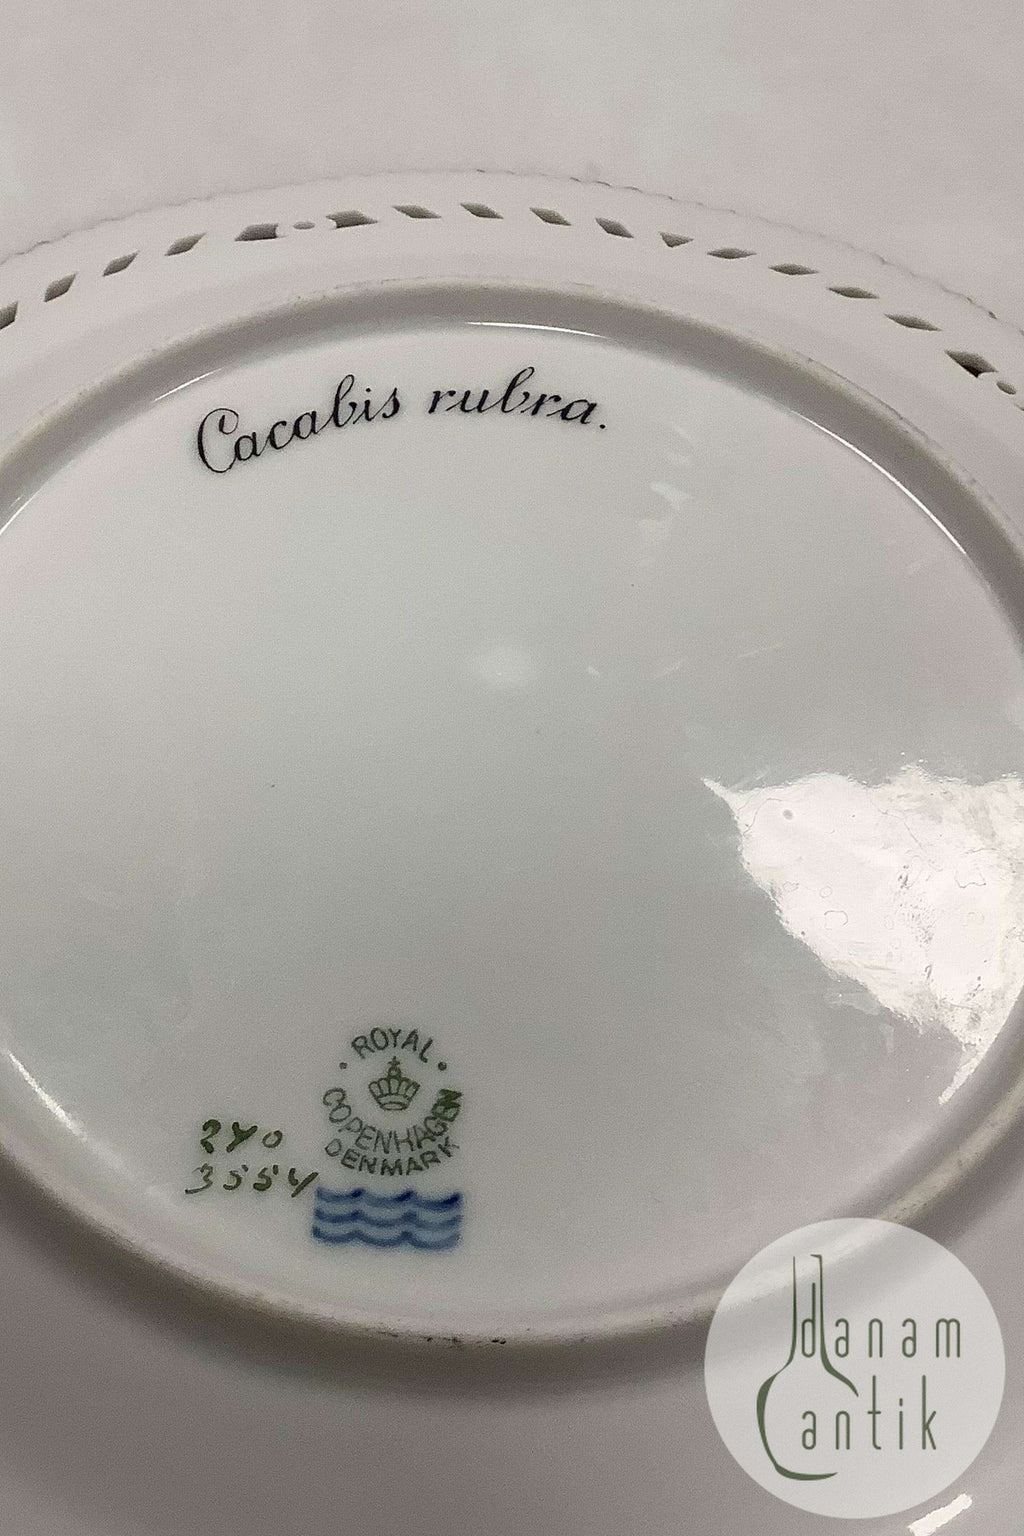 Cacabis rubra.
ROYAL
COPENHAGEN
DENMARK
240
3554
danam
antik